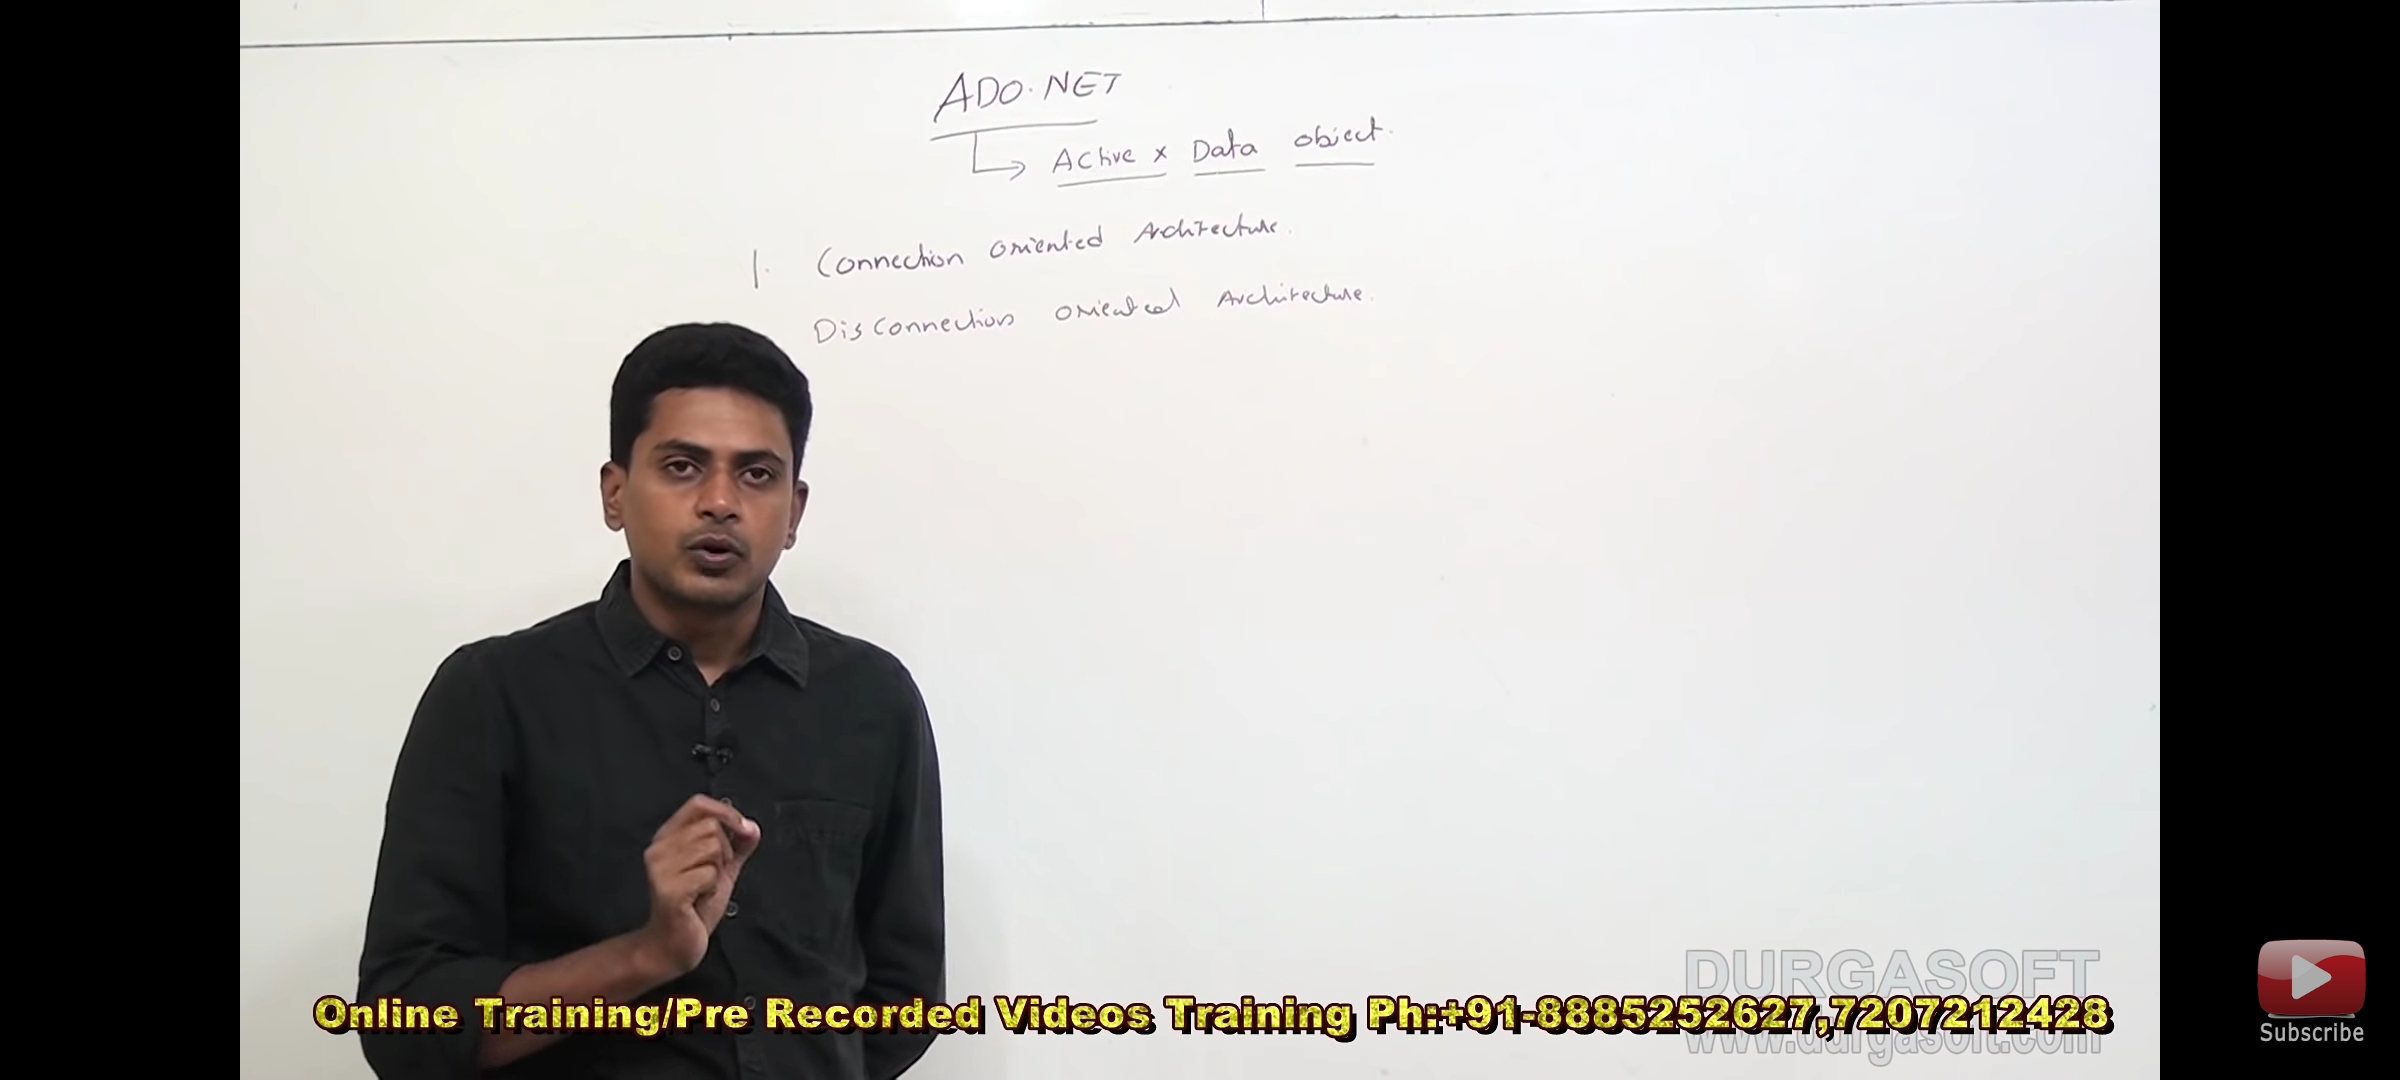 ADO.NET
Active x Data object.
1. Connection oriented Architecture.
Disconnection oriented Architecture.
DURGASOFT
Online Training/Pre Recorded Videos Training Ph:+91-8885252627,7207212428
www.durgasoft.com
Subscribe